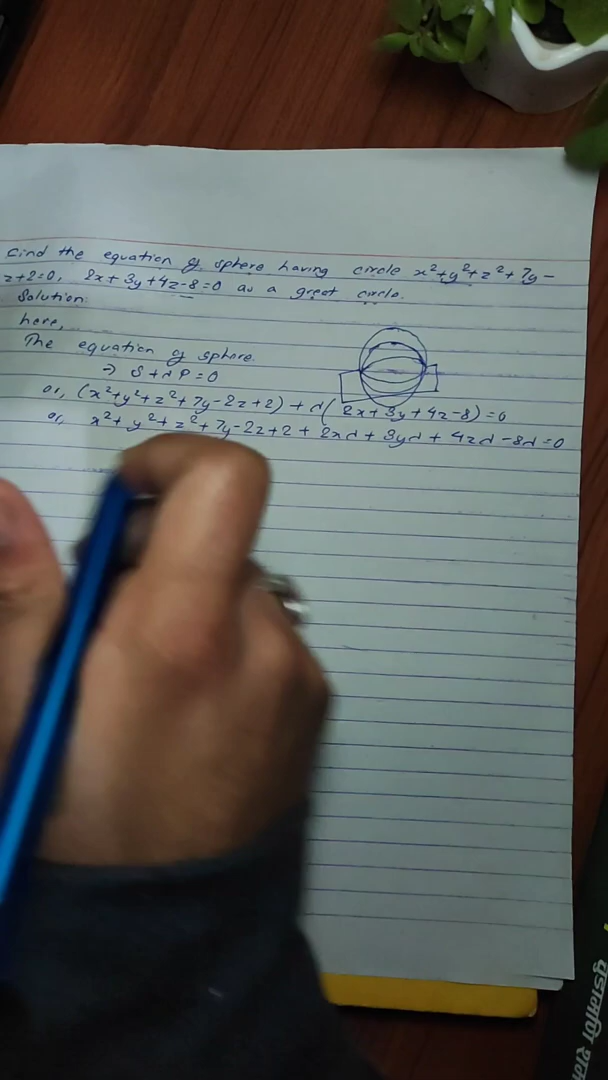 Find the equation of sphere having circle x²+y²+z²+7y-
z+2=0, 2x+3y+4z-8=0 as a great circle.
Solution:
here,
The equation of sphere.
⇒ S+λP=0
or, (x²+y²+z²+7y-2z+2)+λ(2x+3y+4z-8)=0
or, x²+y²+z²+7y-2z+2+2xλ+3yλ+4zλ-8λ=0